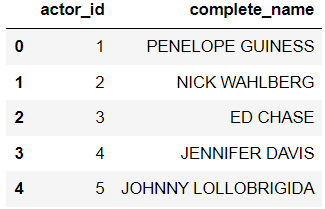 actor_id complete_name
0 1 PENELOPE GUINESS
1 2 NICK WAHLBERG
2 3 ED CHASE
3 4 JENNIFER DAVIS
4 5 JOHNNY LOLLOBRIGIDA